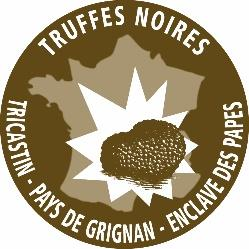 TRUFFES NOIRES
TRICASTIN - PAYS DE GRIGNAN - ENCLAVE DES PAPES